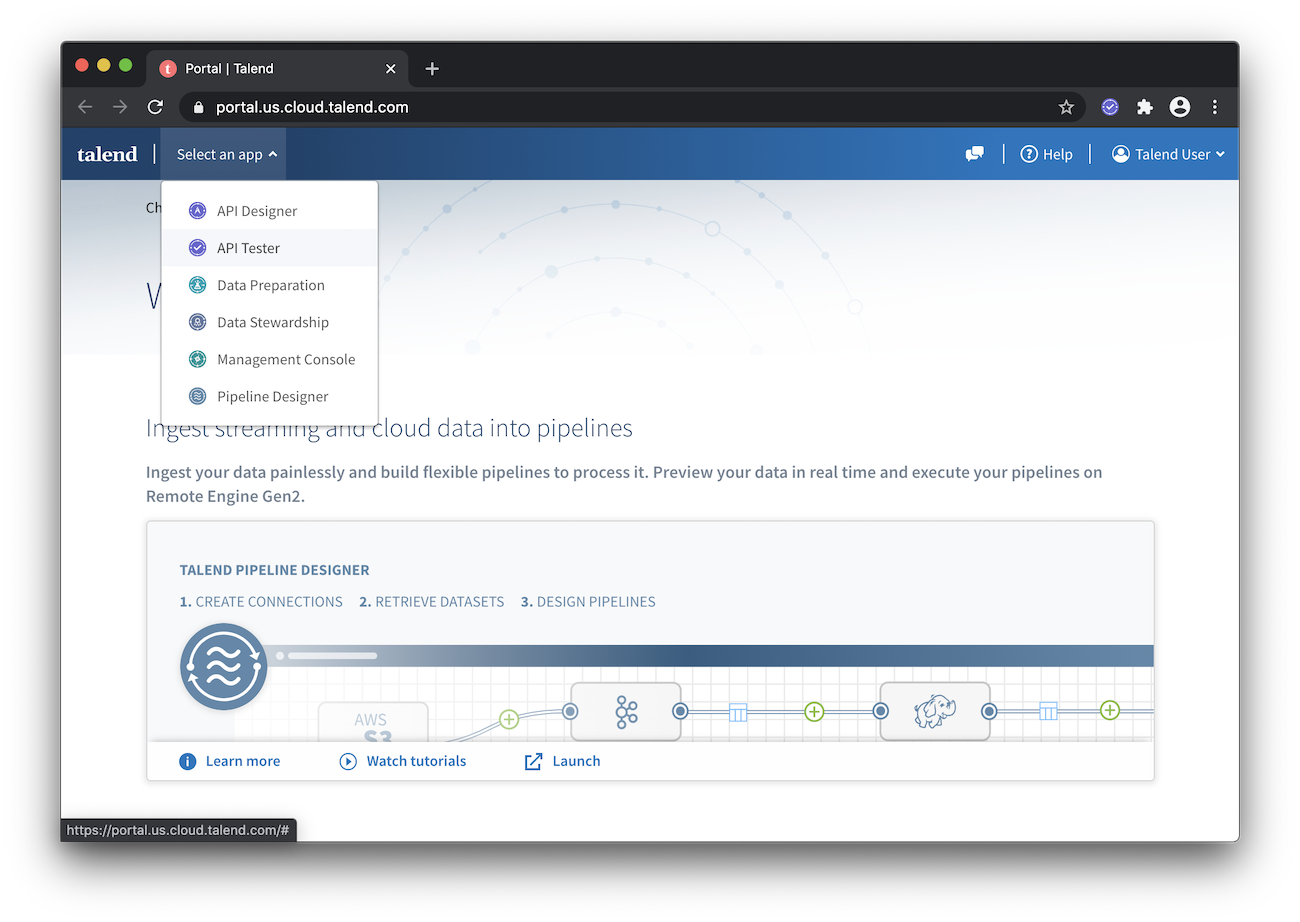 Portal | Talend
portal.us.cloud.talend.com
talend
Select an app
Help
Talend User
Ch
API Designer
API Tester
Data Preparation
Data Stewardship
Management Console
Pipeline Designer
Ingest streaming and cloud data into pipelines
Ingest your data painlessly and build flexible pipelines to process it. Preview your data in real time and execute your pipelines on
Remote Engine Gen2.
TALEND PIPELINE DESIGNER
1. CREATE CONNECTIONS 2. RETRIEVE DATASETS 3. DESIGN PIPELINES
AWS
S3
Learn more
Watch tutorials
Launch
https://portal.us.cloud.talend.com/#